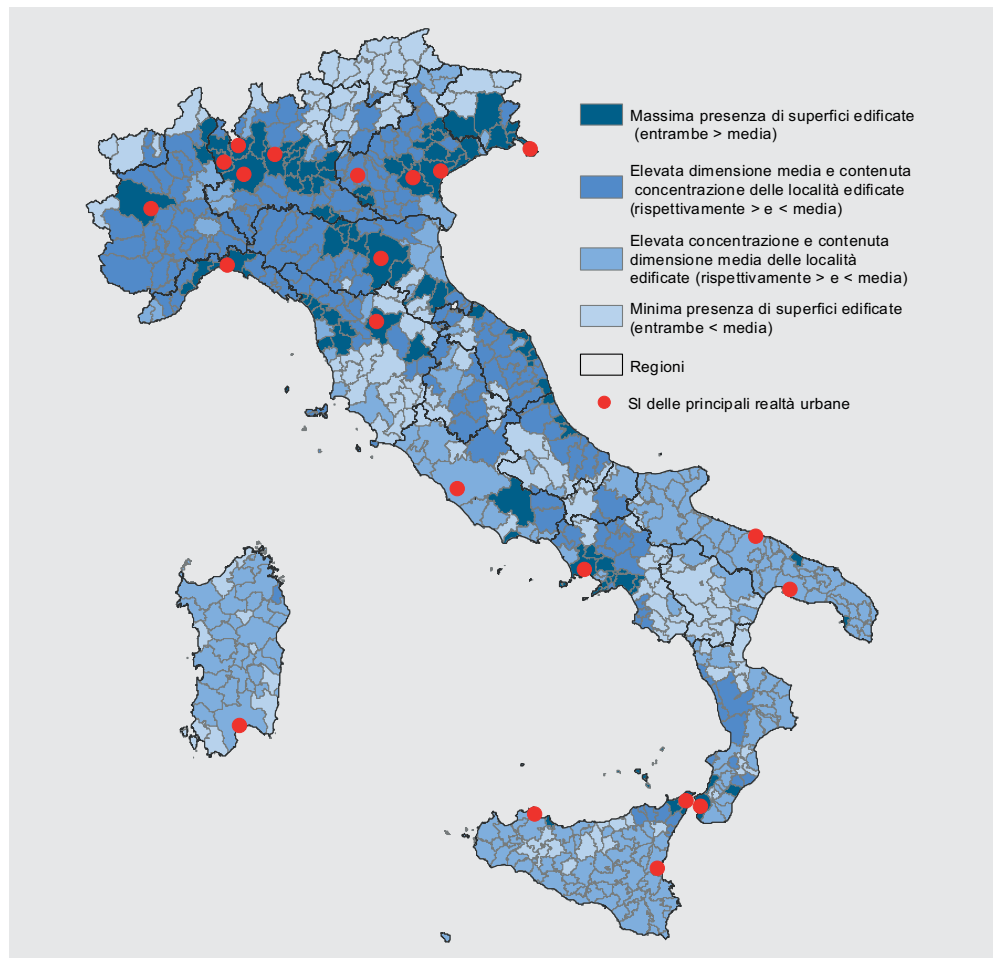 Massima presenza di superfici edificate
(entrambe > media)
Elevata dimensione media e contenuta
concentrazione delle località edificate
(rispettivamente > e < media)
Elevata concentrazione e contenuta
dimensione media delle località
edificate (rispettivamente > e < media)
Minima presenza di superfici edificate
(entrambe < media)
Regioni
Sl delle principali realtà urbane